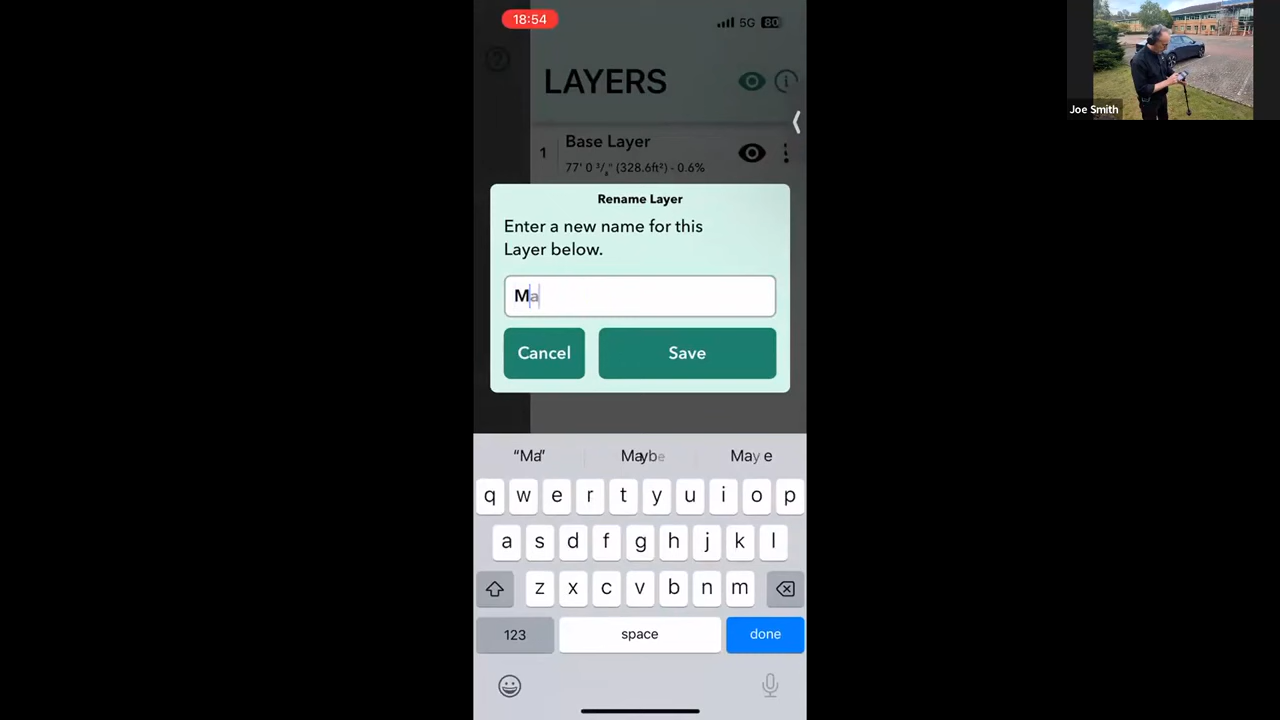 18:54
5G 80
LAYERS
1
Base Layer
77' 0 ³/₈" (328.6ft²) - 0.6%
Rename Layer
Enter a new name for this
Layer below.
Ma
Cancel Save
“Ma” Maybe
q w e r t y u i o p
a s d f g h j k l
z x c v b n m
123 space done
Joe Smith